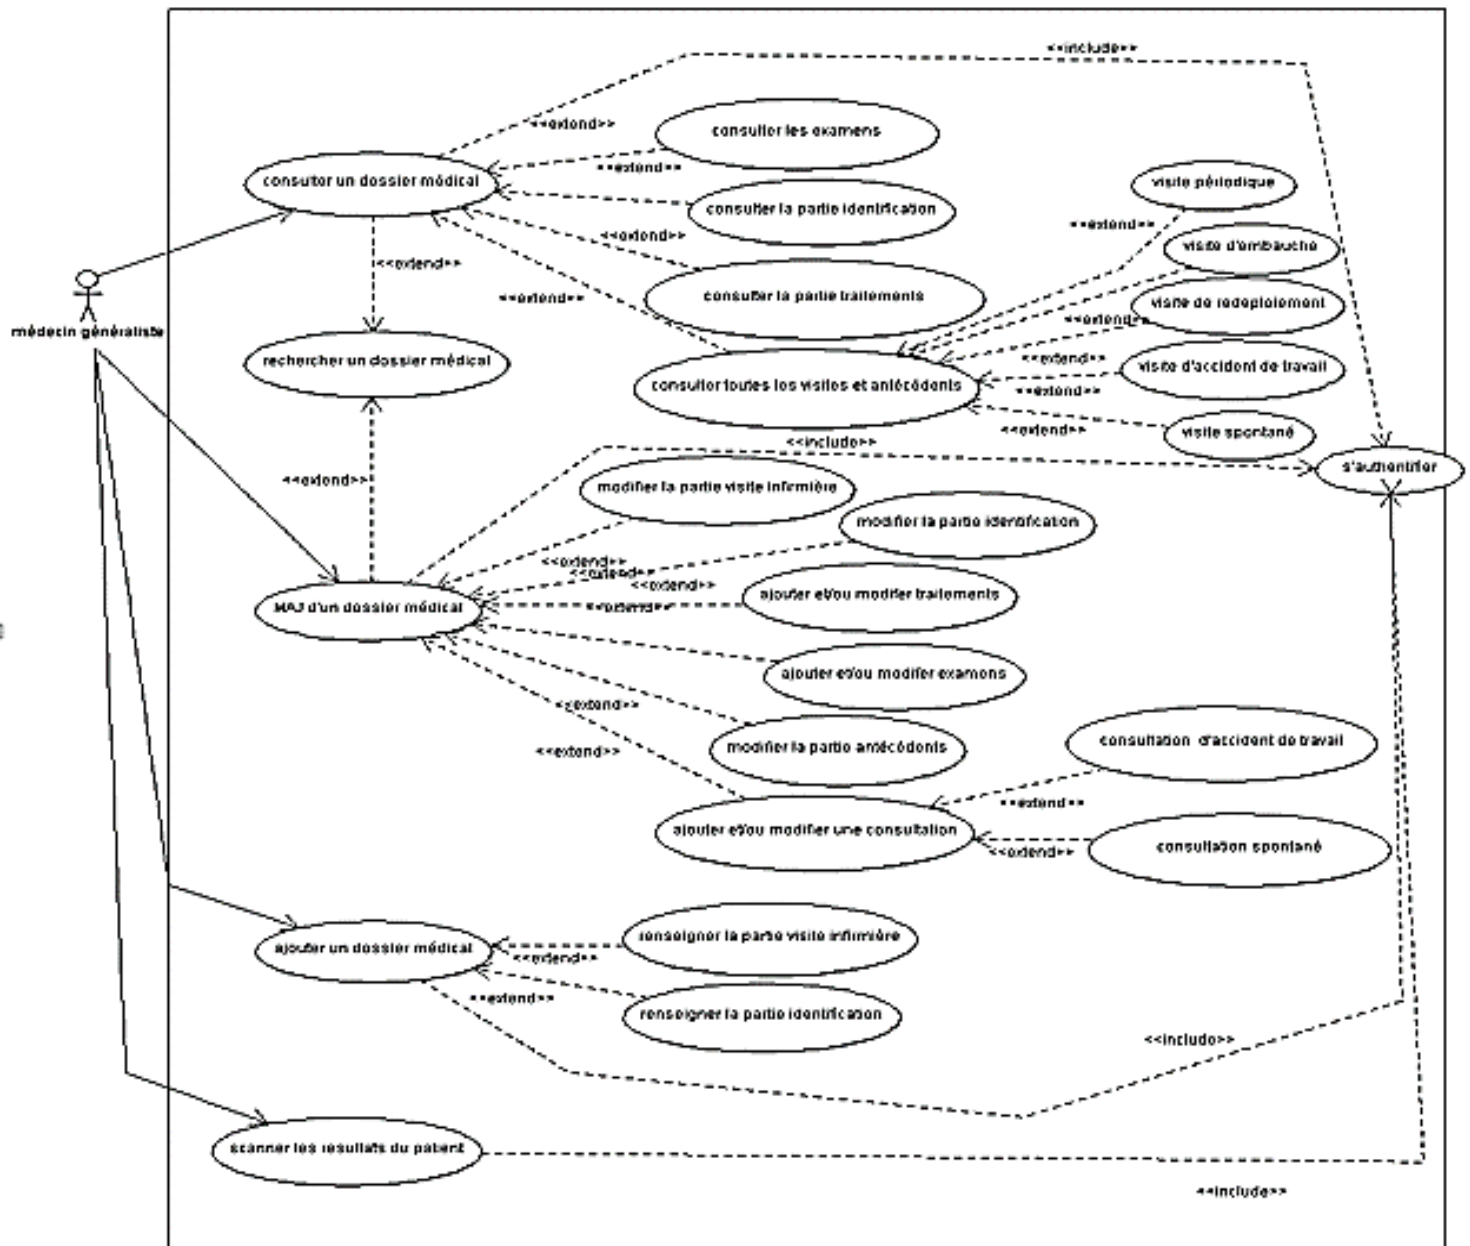 <<include>>
<<extend>>
consulter les examens
<<extend>>
consulter un dossier médical
visite périodique
consulter la partie identification
<<extend>>
<<extend>>
visite d'embauche
<<extend>>
<<extend>>
consulter la partie traitements
visite de redeploiement
<<extend>>
médecin généraliste
rechercher un dossier médical
<<extend>>
visite d'accident de travail
consulter toutes les visites et antécédents
<<extend>>
<<extend>>
visite spontané
<<include>>
s'authentifier
<<extend>>
modifier la partie visite infirmière
modifier la partie identification
<<extend>>
<<extend>>
<<extend>>
ajouter et/ou modifer traitements
MAJ d'un dossier médical
<<extend>>
ajouter et/ou modifer examens
<<extend>>
modifier la partie antécédents
<<extend>>
consultation d'accident de travail
<<extend>>
ajouter et/ou modifier une consultation
consultation spontané
<<extend>>
renseigner la partie visite infirmière
ajouter un dossier médical
<<extend>>
<<extend>>
renseigner la partie identification
<<include>>
scanner les resultats du patient
<<include>>